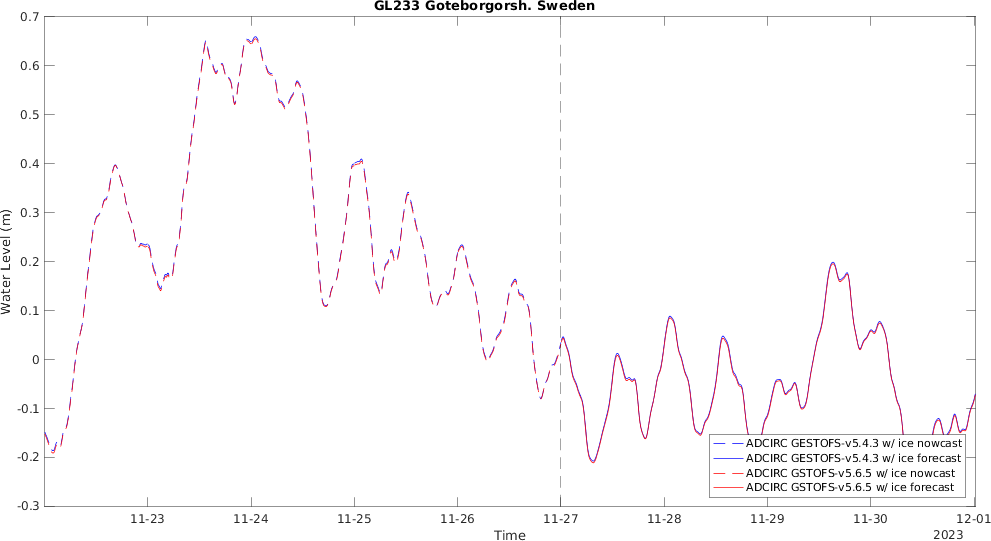 GL233 Goteborgorsh. Sweden
0.7
0.6
0.5
0.4
0.3
0.2
0.1
0
-0.1
-0.2
-0.3
Water Level (m)
ADCIRC GESTOFS-v5.4.3 w/ ice nowcast
ADCIRC GESTOFS-v5.4.3 w/ ice forecast
ADCIRC GSTOFS-v5.6.5 w/ ice nowcast
ADCIRC GSTOFS-v5.6.5 w/ ice forecast
11-23 11-24 11-25 11-26 11-27 11-28 11-29 11-30 12-01
Time
2023